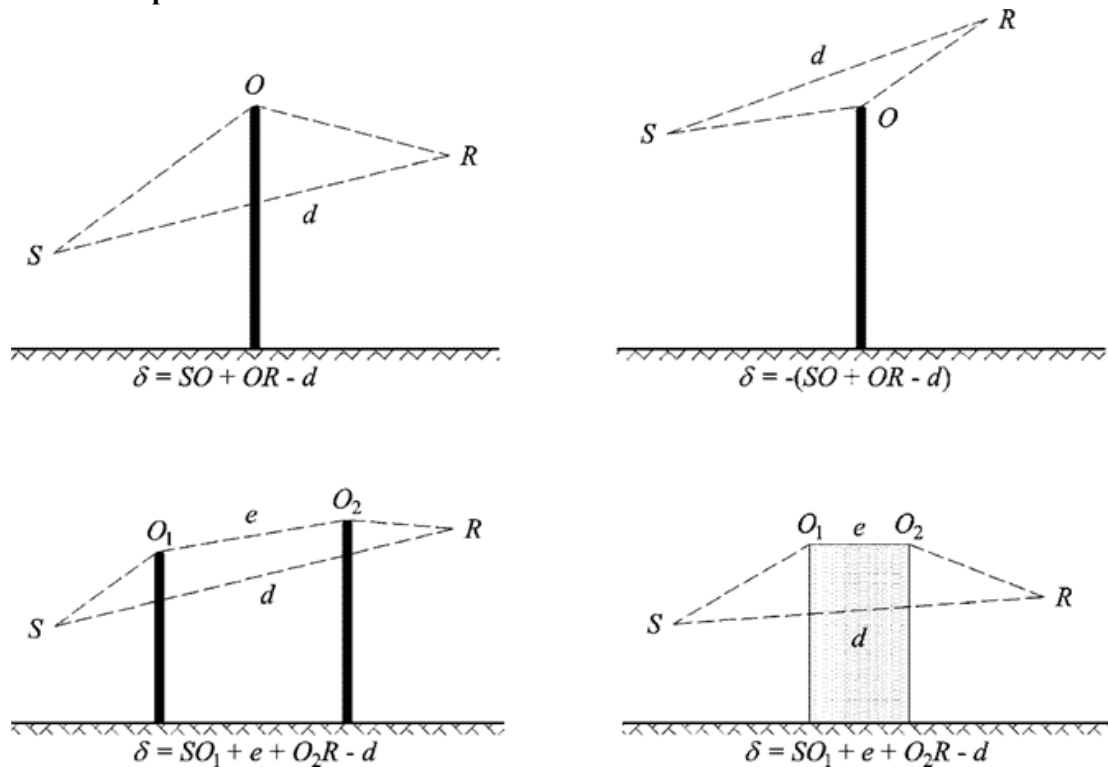 O
S
R
d
δ = SO + OR - d
R
d
S
O
δ = -(SO + OR - d)
O₁
e
O₂
R
S
d
δ = SO₁ + e + O₂R - d
O₁
e
O₂
S
R
d
δ = SO₁ + e + O₂R - d